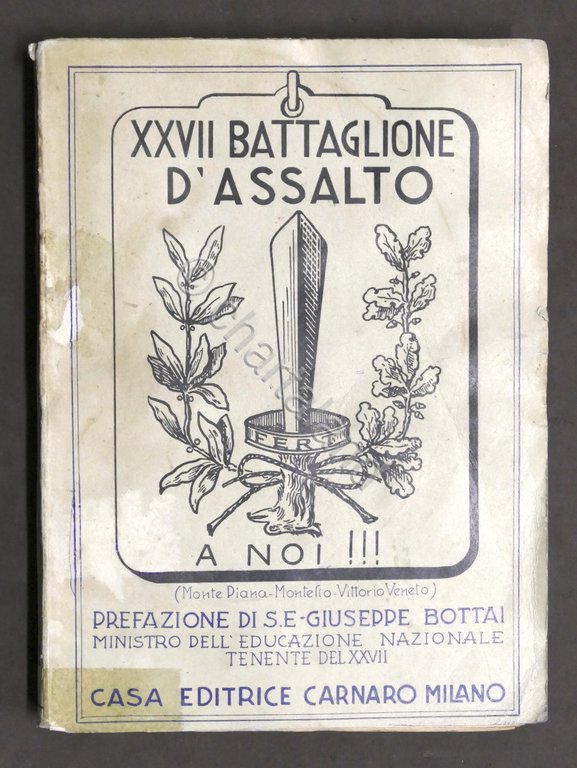 XXVII BATTAGLIONE
D'ASSALTO
FERT
A NOI !!!
(Monte Piana-Montello-Vittorio Veneto)
PREFAZIONE DI S.E-GIUSEPPE BOTTAI
MINISTRO DELL'EDUCAZIONE NAZIONALE
TENENTE DEL XXVII
CASA EDITRICE CARNARO MILANO